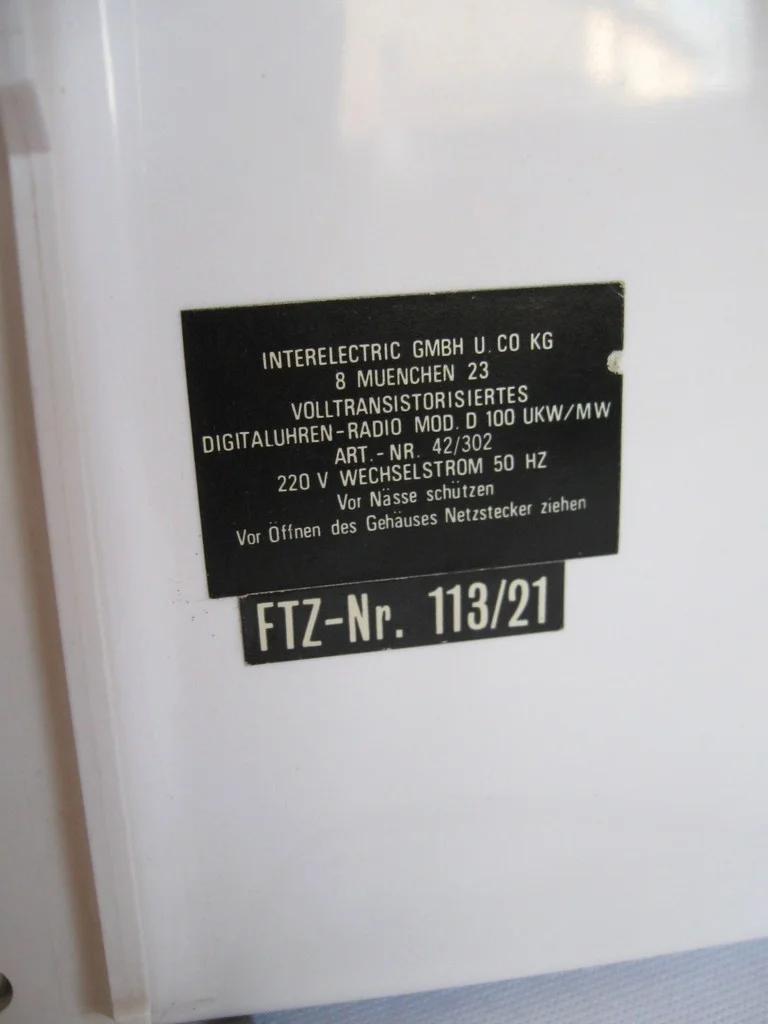 INTERELECTRIC GMBH U. CO KG
8 MUENCHEN 23
VOLLTRANSISTORISIERTES
DIGITALUHREN-RADIO MOD. D 100 UKW/MW
ART.-NR. 42/302
220 V WECHSELSTROM 50 HZ
Vor Nässe schützen
Vor Öffnen des Gehäuses Netzstecker ziehen
FTZ-Nr. 113/21